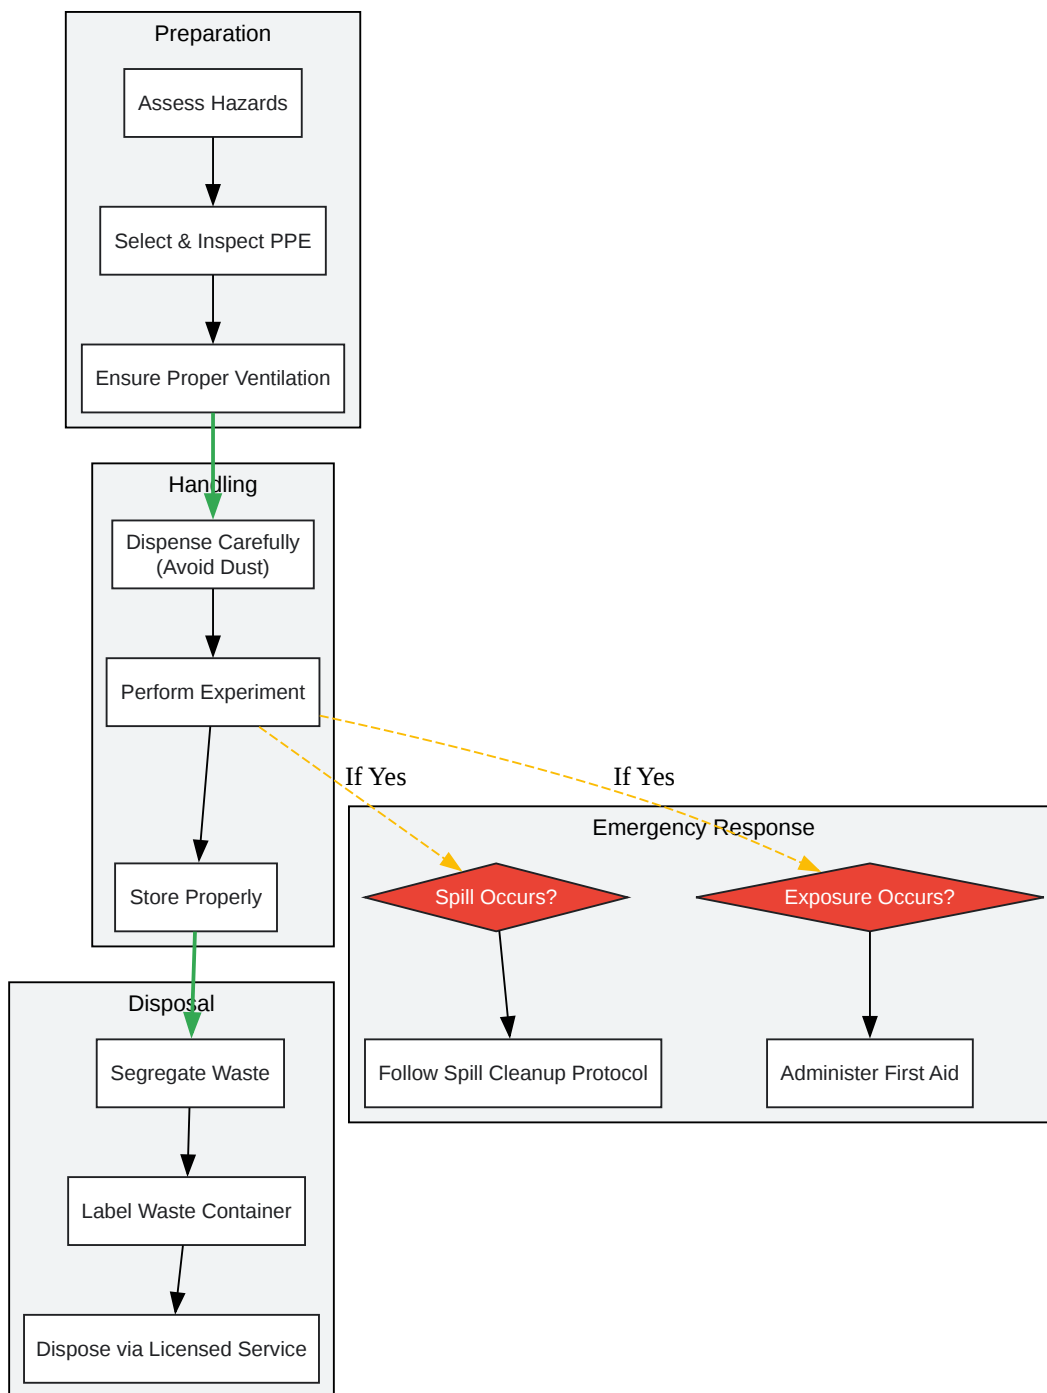 Preparation
Assess Hazards
Select & Inspect PPE
Ensure Proper Ventilation
Handling
Dispense Carefully
(Avoid Dust)
Perform Experiment
Store Properly
If Yes
If Yes
Emergency Response
Spill Occurs?
Exposure Occurs?
Follow Spill Cleanup Protocol
Administer First Aid
Disposal
Segregate Waste
Label Waste Container
Dispose via Licensed Service